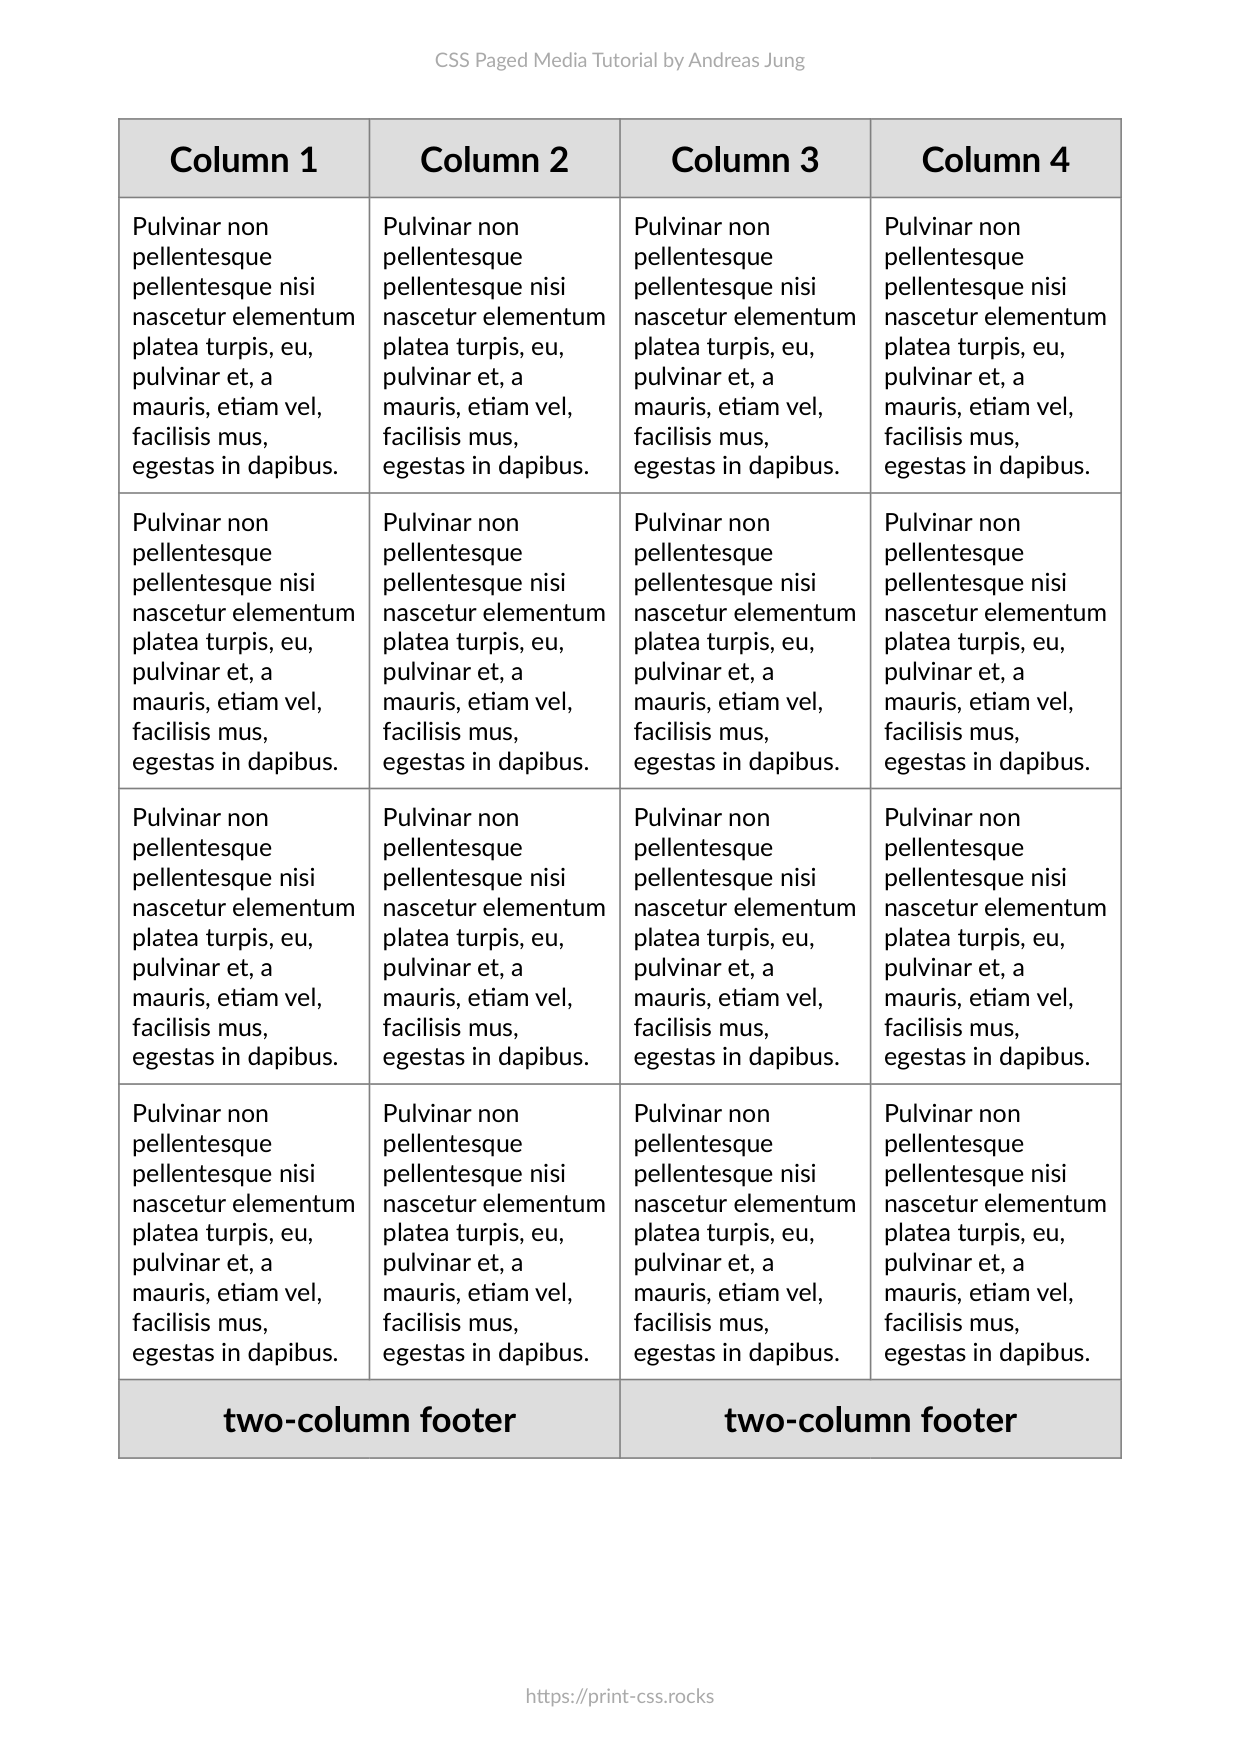 CSS Paged Media Tutorial by Andreas Jung
Column 1 Column 2 Column 3 Column 4
Pulvinar non
pellentesque
pellentesque nisi
nascetur elementum
platea turpis, eu,
pulvinar et, a
mauris, etiam vel,
facilisis mus,
egestas in dapibus.
Pulvinar non
pellentesque
pellentesque nisi
nascetur elementum
platea turpis, eu,
pulvinar et, a
mauris, etiam vel,
facilisis mus,
egestas in dapibus.
Pulvinar non
pellentesque
pellentesque nisi
nascetur elementum
platea turpis, eu,
pulvinar et, a
mauris, etiam vel,
facilisis mus,
egestas in dapibus.
Pulvinar non
pellentesque
pellentesque nisi
nascetur elementum
platea turpis, eu,
pulvinar et, a
mauris, etiam vel,
facilisis mus,
egestas in dapibus.
Pulvinar non
pellentesque
pellentesque nisi
nascetur elementum
platea turpis, eu,
pulvinar et, a
mauris, etiam vel,
facilisis mus,
egestas in dapibus.
Pulvinar non
pellentesque
pellentesque nisi
nascetur elementum
platea turpis, eu,
pulvinar et, a
mauris, etiam vel,
facilisis mus,
egestas in dapibus.
Pulvinar non
pellentesque
pellentesque nisi
nascetur elementum
platea turpis, eu,
pulvinar et, a
mauris, etiam vel,
facilisis mus,
egestas in dapibus.
Pulvinar non
pellentesque
pellentesque nisi
nascetur elementum
platea turpis, eu,
pulvinar et, a
mauris, etiam vel,
facilisis mus,
egestas in dapibus.
Pulvinar non
pellentesque
pellentesque nisi
nascetur elementum
platea turpis, eu,
pulvinar et, a
mauris, etiam vel,
facilisis mus,
egestas in dapibus.
Pulvinar non
pellentesque
pellentesque nisi
nascetur elementum
platea turpis, eu,
pulvinar et, a
mauris, etiam vel,
facilisis mus,
egestas in dapibus.
Pulvinar non
pellentesque
pellentesque nisi
nascetur elementum
platea turpis, eu,
pulvinar et, a
mauris, etiam vel,
facilisis mus,
egestas in dapibus.
Pulvinar non
pellentesque
pellentesque nisi
nascetur elementum
platea turpis, eu,
pulvinar et, a
mauris, etiam vel,
facilisis mus,
egestas in dapibus.
Pulvinar non
pellentesque
pellentesque nisi
nascetur elementum
platea turpis, eu,
pulvinar et, a
mauris, etiam vel,
facilisis mus,
egestas in dapibus.
Pulvinar non
pellentesque
pellentesque nisi
nascetur elementum
platea turpis, eu,
pulvinar et, a
mauris, etiam vel,
facilisis mus,
egestas in dapibus.
Pulvinar non
pellentesque
pellentesque nisi
nascetur elementum
platea turpis, eu,
pulvinar et, a
mauris, etiam vel,
facilisis mus,
egestas in dapibus.
Pulvinar non
pellentesque
pellentesque nisi
nascetur elementum
platea turpis, eu,
pulvinar et, a
mauris, etiam vel,
facilisis mus,
egestas in dapibus.
two-column footer two-column footer
https://print-css.rocks